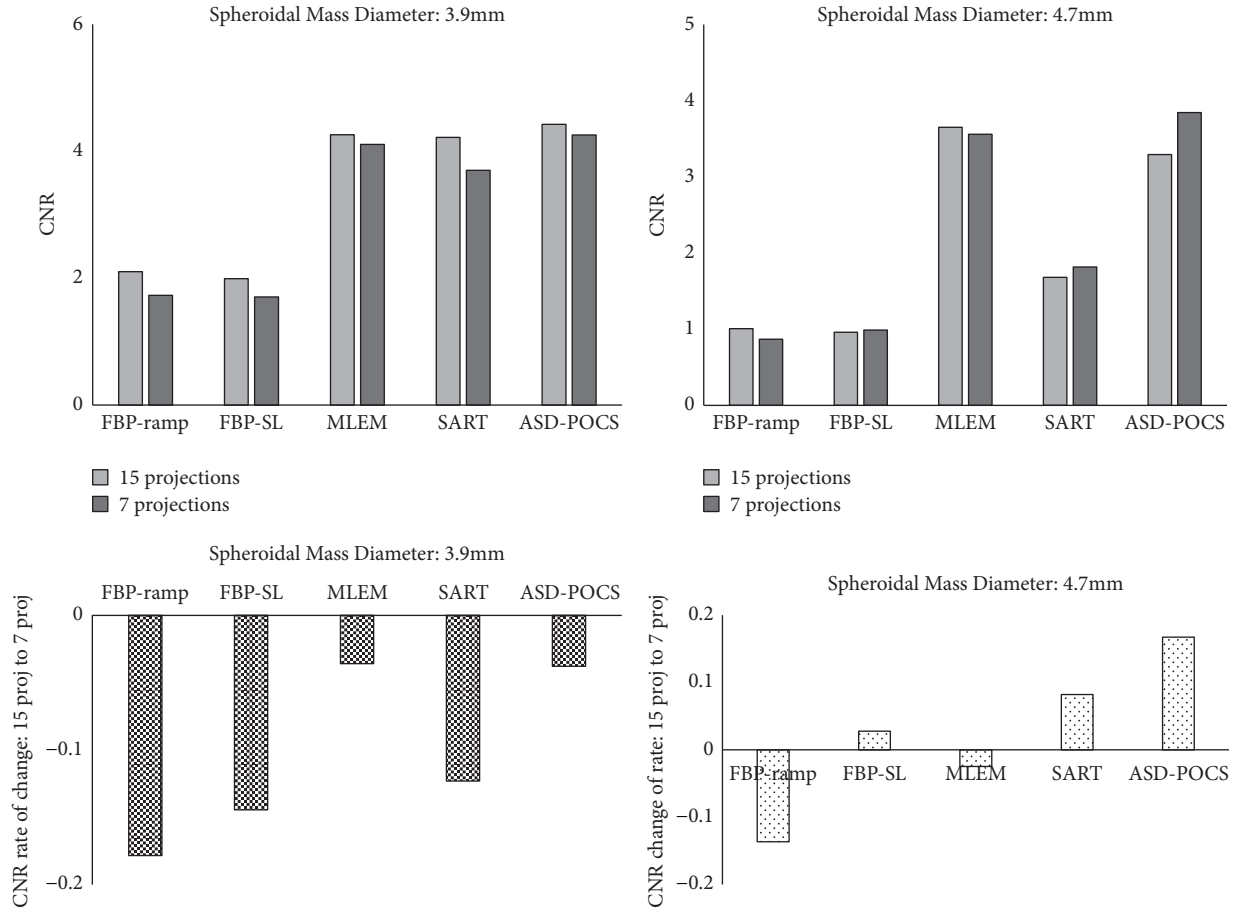 Spheroidal Mass Diameter: 3.9mm
6
4
2
0
CNR
FBP-ramp FBP-SL MLEM SART ASD-POCS
15 projections
7 projections
Spheroidal Mass Diameter: 4.7mm
5
4
3
2
1
0
CNR
FBP-ramp FBP-SL MLEM SART ASD-POCS
15 projections
7 projections
Spheroidal Mass Diameter: 3.9mm
FBP-ramp FBP-SL MLEM SART ASD-POCS
0
−0.1
−0.2
CNR rate of change: 15 proj to 7 proj
Spheroidal Mass Diameter: 4.7mm
0.2
0.1
0
−0.1
−0.2
CNR change of rate: 15 proj to 7 proj
FBP-ramp FBP-SL MLEM SART ASD-POCS